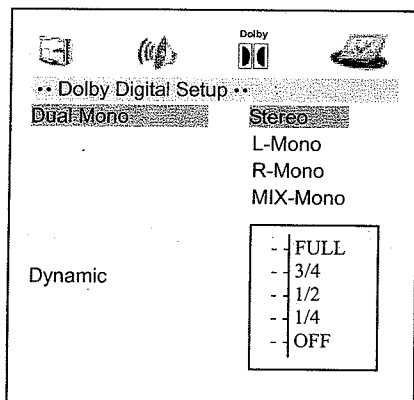 Dolby
•• Dolby Digital Setup ••
Dual Mono Stereo
L-Mono
R-Mono
MIX-Mono
Dynamic
FULL
3/4
1/2
1/4
OFF